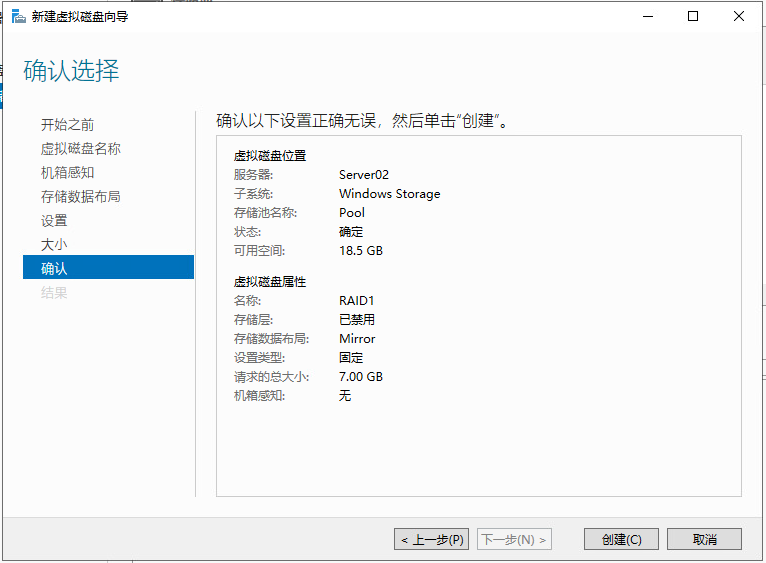 新建虚拟磁盘向导
确认选择
开始之前
虚拟磁盘名称
机箱感知
存储数据布局
设置
大小
确认
结果
确认以下设置正确无误，然后单击“创建”。
虚拟磁盘位置
服务器: Server02
子系统: Windows Storage
存储池名称: Pool
状态: 确定
可用空间: 18.5 GB
虚拟磁盘属性
名称: RAID1
存储层: 已禁用
存储数据布局: Mirror
设置类型: 固定
请求的总大小: 7.00 GB
机箱感知: 无
< 上一步(P) 下一步(N) > 创建(C) 取消